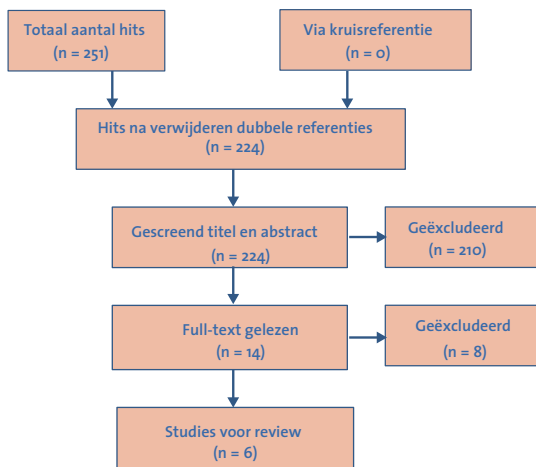 Totaal aantal hits
(n = 251)
Via kruisreferentie
(n = 0)
Hits na verwijderen dubbele referenties
(n = 224)
Gescreend titel en abstract
(n = 224)
Geëxcludeerd
(n = 210)
Full-text gelezen
(n = 14)
Geëxcludeerd
(n = 8)
Studies voor review
(n = 6)